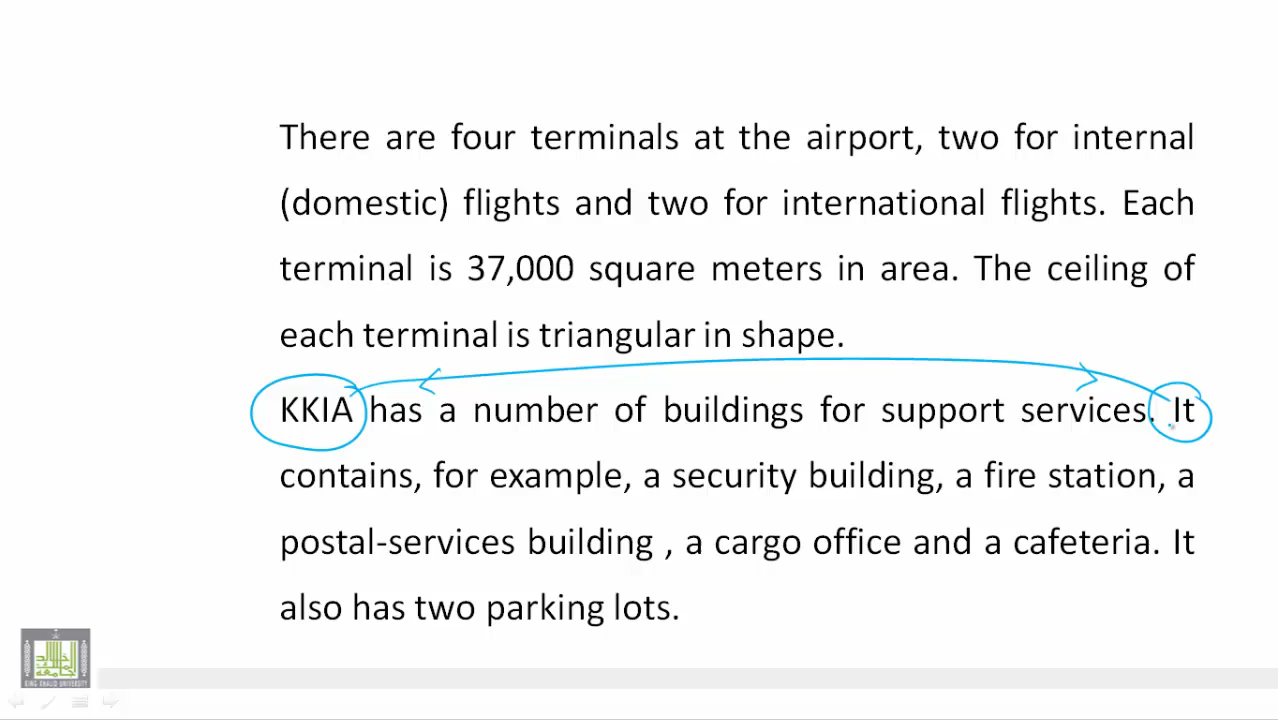 There are four terminals at the airport, two for internal
(domestic) flights and two for international flights. Each
terminal is 37,000 square meters in area. The ceiling of
each terminal is triangular in shape.
KKIA has a number of buildings for support services. It
contains, for example, a security building, a fire station, a
postal-services building , a cargo office and a cafeteria. It
also has two parking lots.
KING KHALID UNIVERSITY